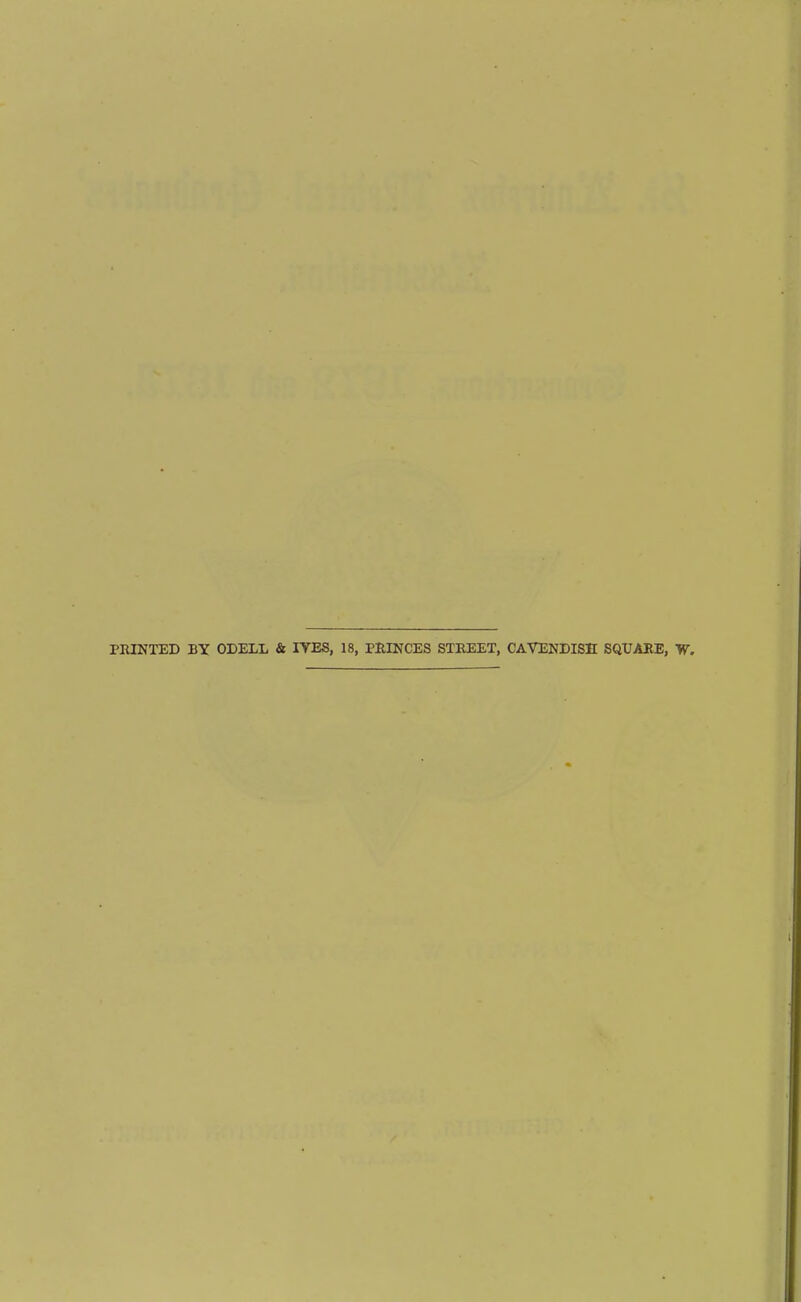 PRINTED BY ODELL & IVES, 18, PRINCES STREET, CAVENDISH SQUARE, W.